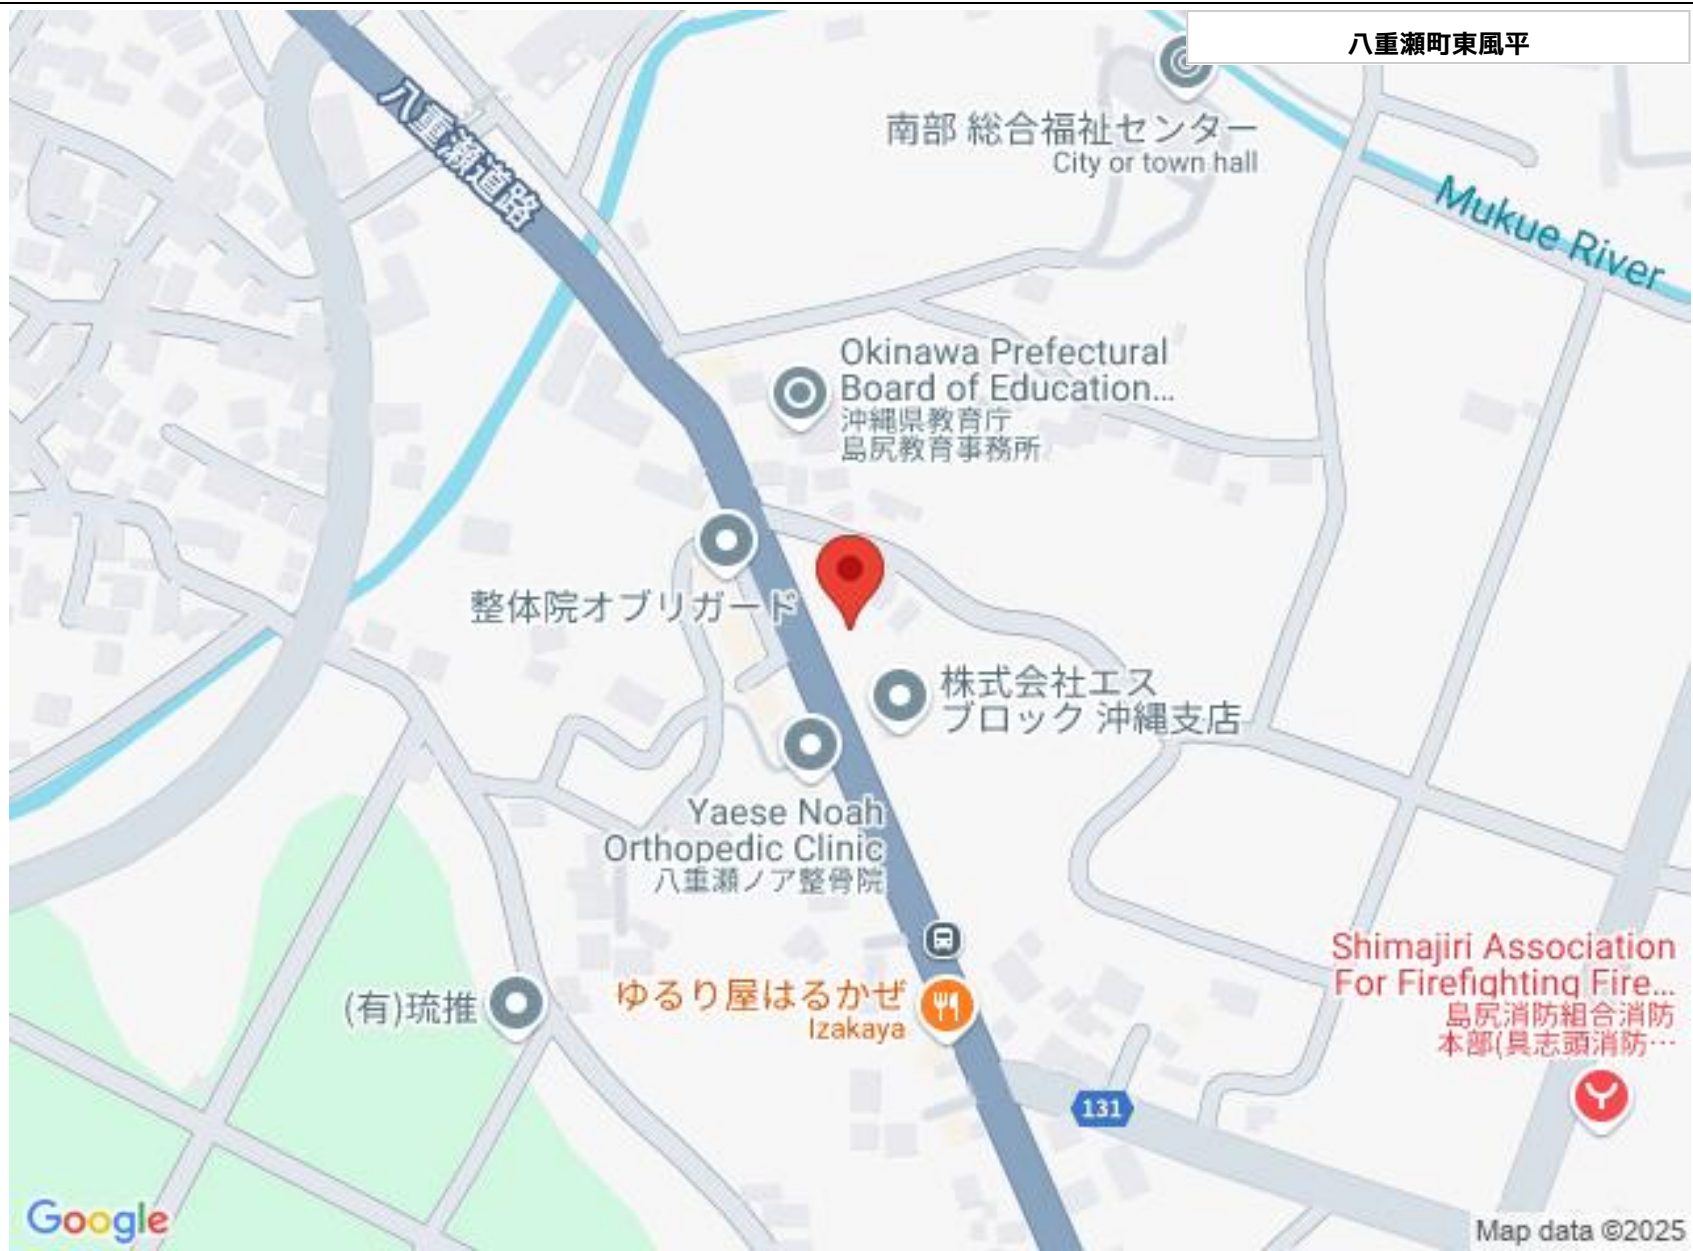 八重瀬町東風平
八重瀬道路
南部 総合福祉センター
City or town hall
Mukue River
Okinawa Prefectural
Board of Education...
沖縄県教育庁
島尻教育事務所
整体院オブリガード
株式会社エス
ブロック 沖縄支店
Yaese Noah
Orthopedic Clinic
八重瀬ノア整骨院
ゆるり屋はるかぜ
Izakaya
(有)琉推
Shimajiri Association
For Firefighting Fire...
島尻消防組合消防
本部(具志頭消防…
131
Google
Map data ©2025